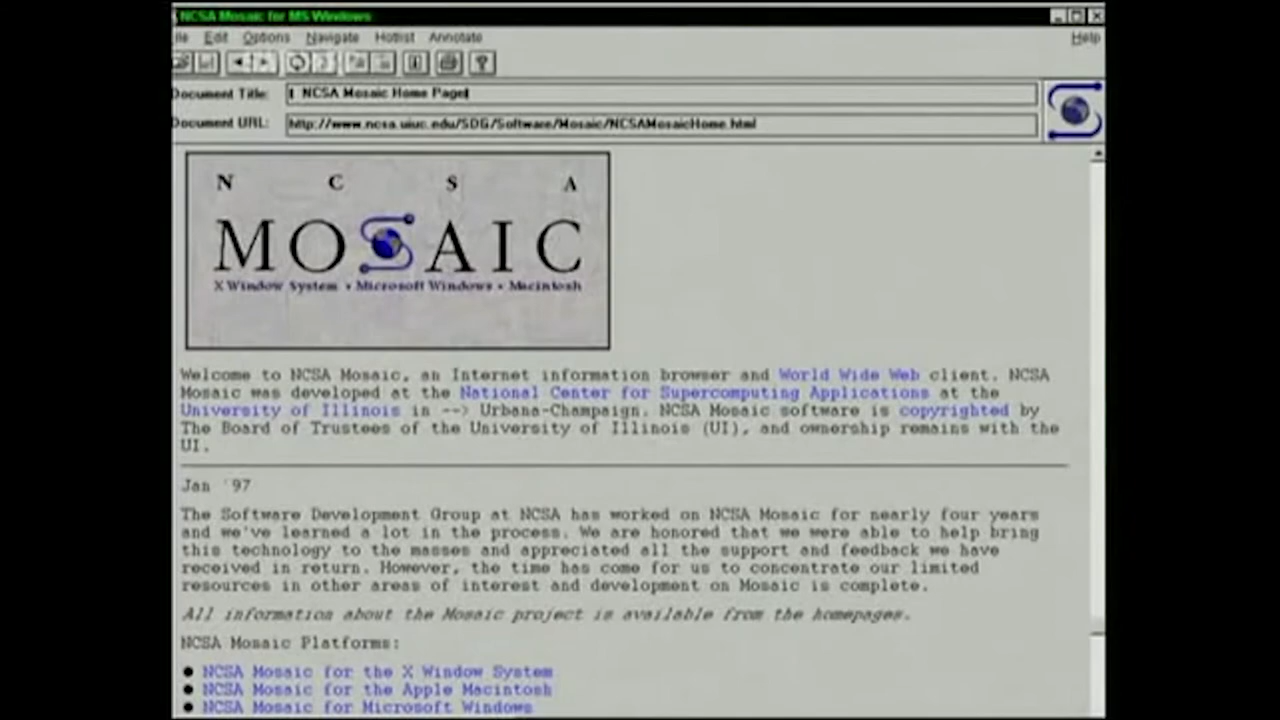 NCSA Mosaic for MS Windows
ile Edit Options Navigate Hotlist Annotate Help
Document Title: NCSA Mosaic Home Page
Document URL: http://www.ncsa.uiuc.edu/SDG/Software/Mosaic/NCSAMosaicHome.html
N C S A
MOSAIC
X Window System • Microsoft Windows • Macintosh
Welcome to NCSA Mosaic, an Internet information browser and World Wide Web client. NCSA
Mosaic was developed at the National Center for Supercomputing Applications at the
University of Illinois in --> Urbana-Champaign. NCSA Mosaic software is copyrighted by
The Board of Trustees of the University of Illinois (UI), and ownership remains with the
UI.
Jan '97
The Software Development Group at NCSA has worked on NCSA Mosaic for nearly four years
and we've learned a lot in the process. We are honored that we were able to help bring
this technology to the masses and appreciated all the support and feedback we have
received in return. However, the time has come for us to concentrate our limited
resources in other areas of interest and development on Mosaic is complete.
All information about the Mosaic project is available from the homepages.
NCSA Mosaic Platforms:
● NCSA Mosaic for the X Window System
● NCSA Mosaic for the Apple Macintosh
● NCSA Mosaic for Microsoft Windows